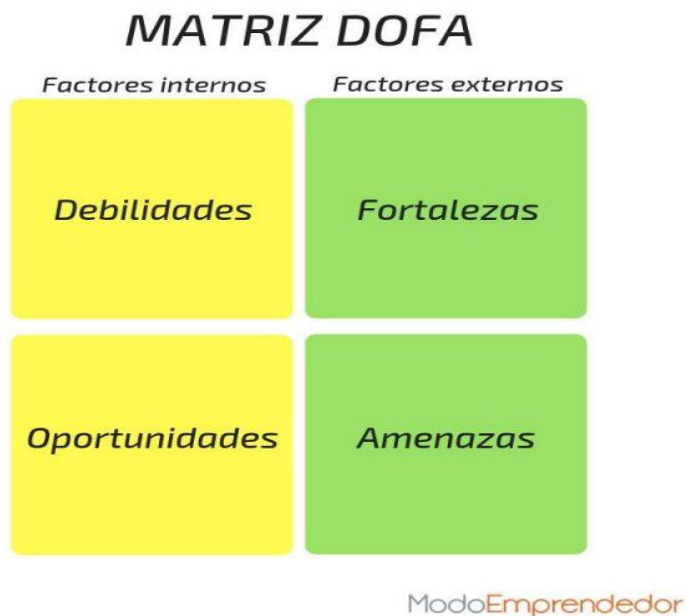 MATRIZ DOFA
Factores internos
Factores externos
Debilidades
Fortalezas
Oportunidades
Amenazas
ModoEmprendedor